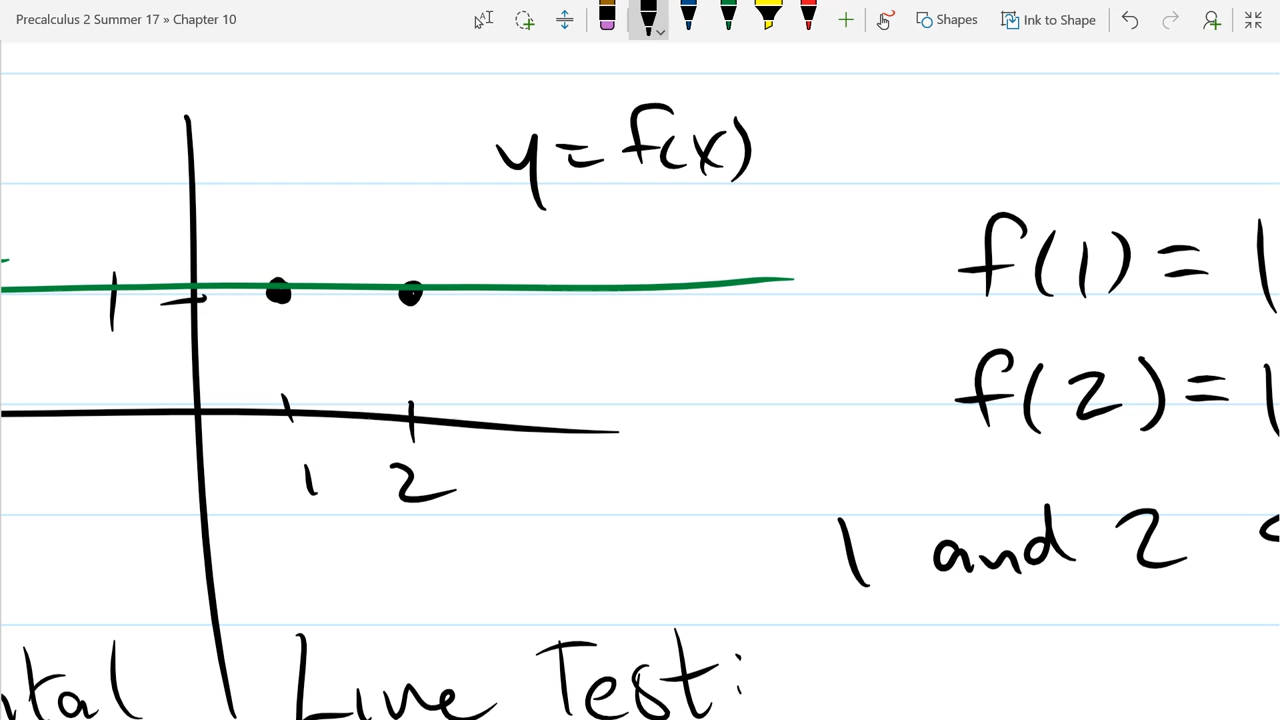 Precalculus 2 Summer 17 » Chapter 10
Shapes
Ink to Shape
y = f(x)
f(1) = 1
1
f(2) = 1
1 2
1 and 2
Line Test: